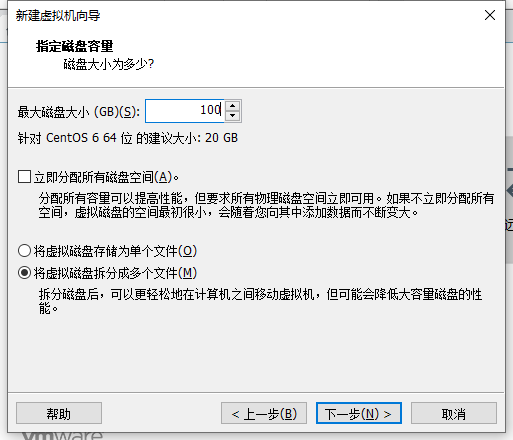 新建虚拟机向导
指定磁盘容量
磁盘大小为多少?
最大磁盘大小 (GB)(S): 100
针对 CentOS 6 64 位 的建议大小: 20 GB
立即分配所有磁盘空间(A)。
分配所有容量可以提高性能，但要求所有物理磁盘空间立即可用。如果不立即分配所有
空间，虚拟磁盘的空间最初很小，会随着您向其中添加数据而不断变大。
将虚拟磁盘存储为单个文件(O)
将虚拟磁盘拆分成多个文件(M)
拆分磁盘后，可以更轻松地在计算机之间移动虚拟机，但可能会降低大容量磁盘的性
能。
帮助 < 上一步(B) 下一步(N) > 取消
vmware